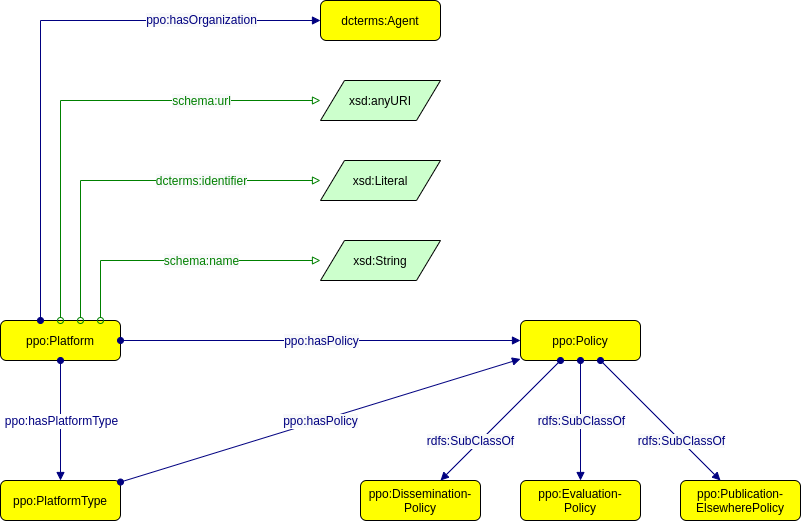 ppo:hasOrganization
dcterms:Agent
schema:url
xsd:anyURI
dcterms:identifier
xsd:Literal
schema:name
xsd:String
ppo:Platform
ppo:hasPolicy
ppo:Policy
ppo:hasPlatformType
ppo:hasPolicy
rdfs:SubClassOf
rdfs:SubClassOf
rdfs:SubClassOf
ppo:PlatformType
ppo:Dissemination-
Policy
ppo:Evaluation-
Policy
ppo:Publication-
ElsewherePolicy